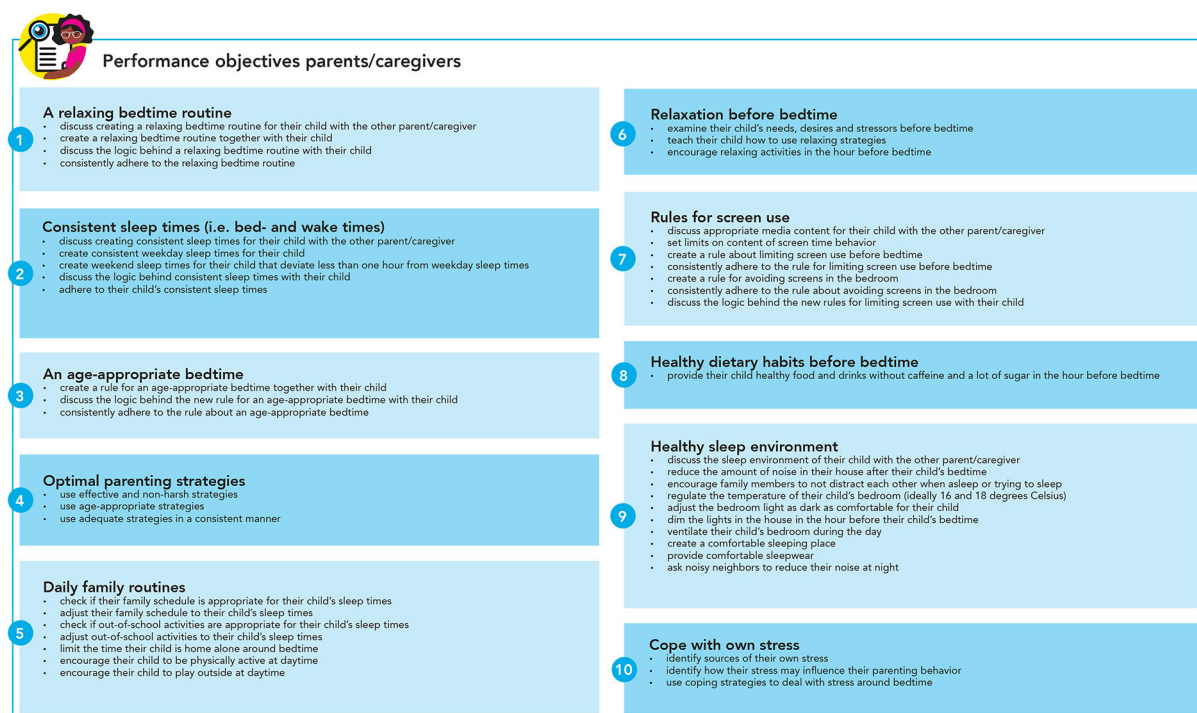 Performance objectives parents/caregivers
1
A relaxing bedtime routine
• discuss creating a relaxing bedtime routine for their child with the other parent/caregiver
• create a relaxing bedtime routine together with their child
• discuss the logic behind a relaxing bedtime routine with their child
• consistently adhere to the relaxing bedtime routine
2
Consistent sleep times (i.e. bed- and wake times)
• discuss creating consistent sleep times for their child with the other parent/caregiver
• create consistent weekday sleep times for their child
• create weekend sleep times for their child that deviate less than one hour from weekday sleep times
• discuss the logic behind consistent sleep times with their child
• adhere to their child's consistent sleep times
3
An age-appropriate bedtime
• create a rule for an age-appropriate bedtime together with their child
• discuss the logic behind the new rule for an age-appropriate bedtime with their child
• consistently adhere to the rule about an age-appropriate bedtime
4
Optimal parenting strategies
• use effective and non-harsh strategies
• use age-appropriate strategies
• use adequate strategies in a consistent manner
5
Daily family routines
• check if their family schedule is appropriate for their child's sleep times
• adjust their family schedule to their child's sleep times
• check if out-of-school activities are appropriate for their child's sleep times
• adjust out-of-school activities to their child's sleep times
• limit the time their child is home alone around bedtime
• encourage their child to be physically active at daytime
• encourage their child to play outside at daytime
6
Relaxation before bedtime
• examine their child's needs, desires and stressors before bedtime
• teach their child how to use relaxing strategies
• encourage relaxing activities in the hour before bedtime
7
Rules for screen use
• discuss appropriate media content for their child with the other parent/caregiver
• set limits on content of screen time behavior
• create a rule about limiting screen use before bedtime
• consistently adhere to the rule for limiting screen use before bedtime
• create a rule for avoiding screens in the bedroom
• consistently adhere to the rule about avoiding screens in the bedroom
• discuss the logic behind the new rules for limiting screen use with their child
8
Healthy dietary habits before bedtime
• provide their child healthy food and drinks without caffeine and a lot of sugar in the hour before bedtime
9
Healthy sleep environment
• discuss the sleep environment of their child with the other parent/caregiver
• reduce the amount of noise in their house after their child's bedtime
• encourage family members to not distract each other when asleep or trying to sleep
• regulate the temperature of their child's bedroom (ideally 16 and 18 degrees Celsius)
• adjust the bedroom light as dark as comfortable for their child
• dim the lights in the house in the hour before their child's bedtime
• ventilate their child's bedroom during the day
• create a comfortable sleeping place
• provide comfortable sleepwear
• ask noisy neighbors to reduce their noise at night
10
Cope with own stress
• identify sources of their own stress
• identify how their stress may influence their parenting behavior
• use coping strategies to deal with stress around bedtime